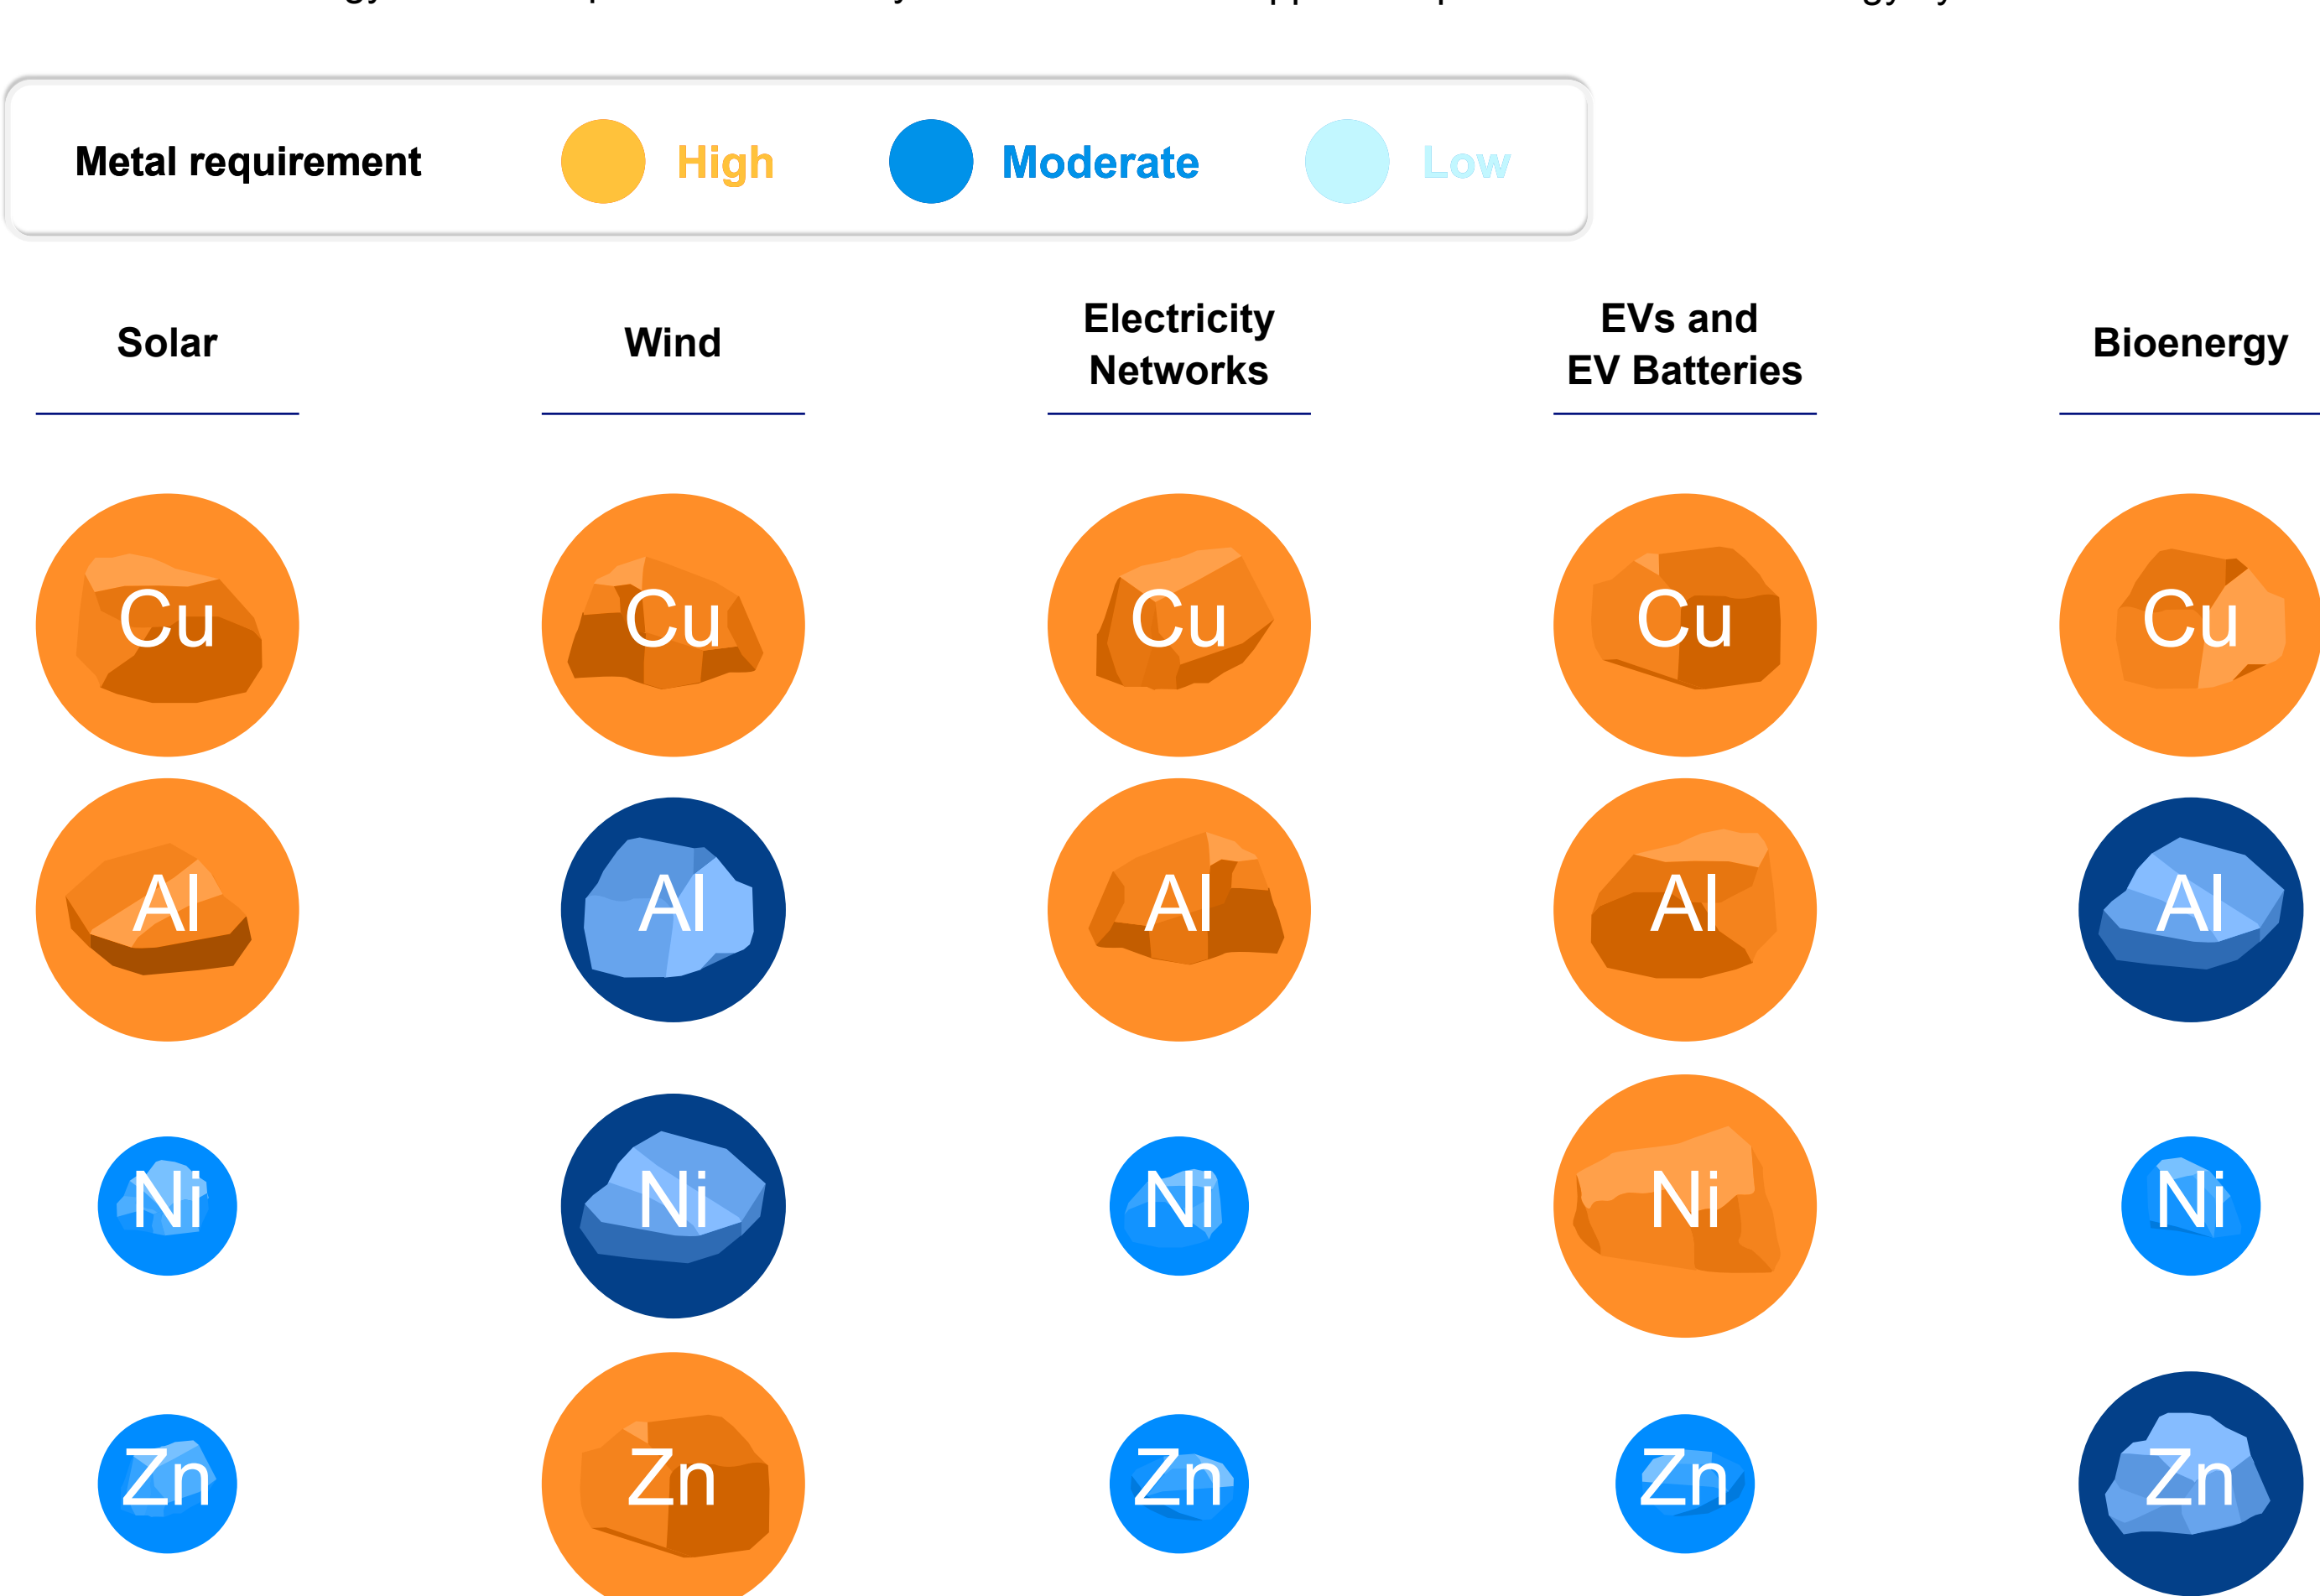 Metal requirement High Moderate Low
Solar
Wind
Electricity
Networks
EVs and
EV Batteries
Bioenergy
Cu Cu Cu Cu Cu
Al Al Al Al Al
Ni Ni Ni Ni Ni
Zn Zn Zn Zn Zn